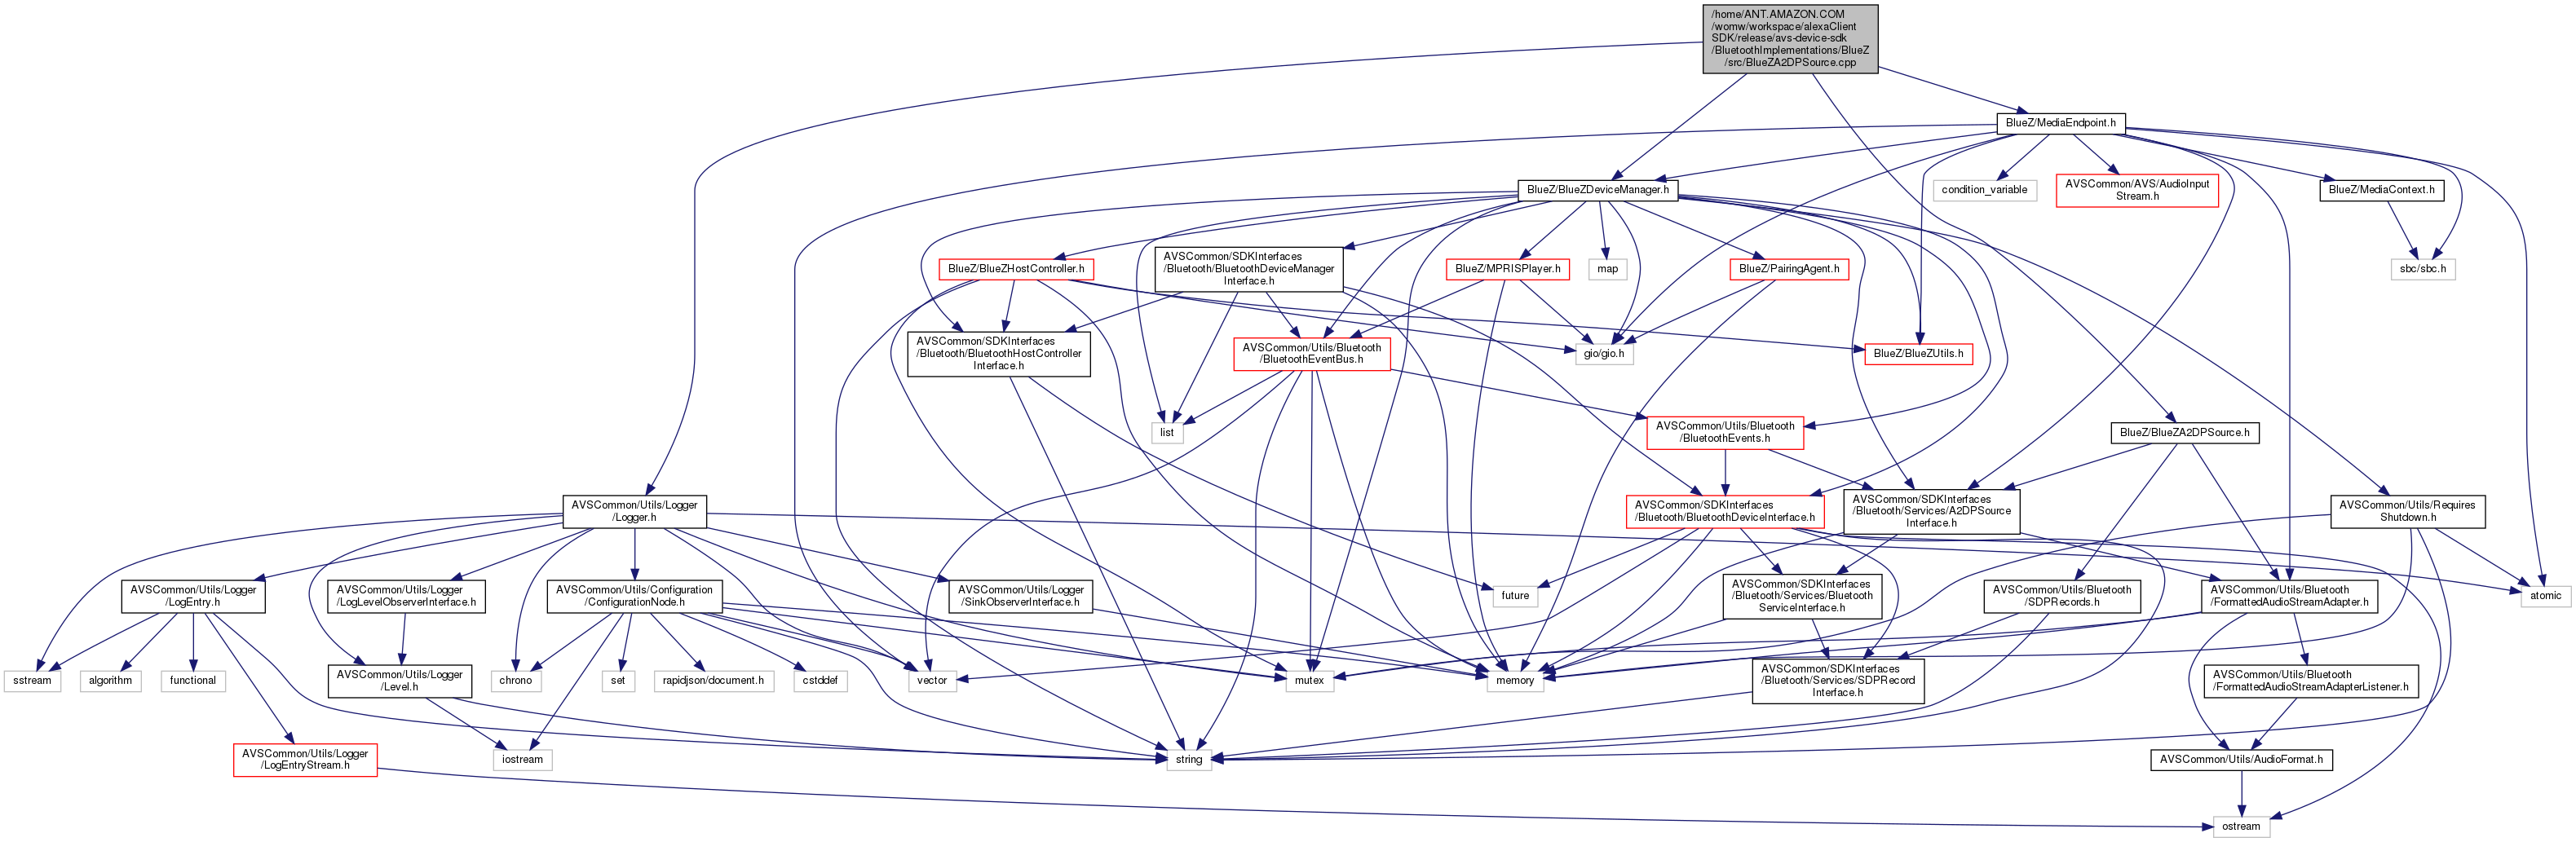 /home/ANT.AMAZON.COM
/womw/workspace/alexaClient
SDK/release/avs-device-sdk
/BluetoothImplementations/BlueZ
/src/BlueZA2DPSource.cpp
BlueZ/MediaEndpoint.h
BlueZ/BlueZDeviceManager.h
condition_variable
AVSCommon/AVS/AudioInput
Stream.h
BlueZ/MediaContext.h
BlueZ/BlueZHostController.h
AVSCommon/SDKInterfaces
/Bluetooth/BluetoothDeviceManager
Interface.h
BlueZ/MPRISPlayer.h
map
BlueZ/PairingAgent.h
sbc/sbc.h
AVSCommon/SDKInterfaces
/Bluetooth/BluetoothHostController
Interface.h
AVSCommon/Utils/Bluetooth
/BluetoothEventBus.h
gio/gio.h
BlueZ/BlueZUtils.h
list
AVSCommon/Utils/Bluetooth
/BluetoothEvents.h
BlueZ/BlueZA2DPSource.h
AVSCommon/Utils/Logger
/Logger.h
AVSCommon/SDKInterfaces
/Bluetooth/BluetoothDeviceInterface.h
AVSCommon/SDKInterfaces
/Bluetooth/Services/A2DPSource
Interface.h
AVSCommon/Utils/Requires
Shutdown.h
AVSCommon/Utils/Logger
/LogEntry.h
AVSCommon/Utils/Logger
/LogLevelObserverInterface.h
AVSCommon/Utils/Configuration
/ConfigurationNode.h
AVSCommon/Utils/Logger
/SinkObserverInterface.h
future
AVSCommon/SDKInterfaces
/Bluetooth/Services/Bluetooth
ServiceInterface.h
AVSCommon/Utils/Bluetooth
/SDPRecords.h
AVSCommon/Utils/Bluetooth
/FormattedAudioStreamAdapter.h
atomic
sstream
algorithm
functional
AVSCommon/Utils/Logger
/Level.h
chrono
set
rapidjson/document.h
cstddef
vector
mutex
memory
AVSCommon/SDKInterfaces
/Bluetooth/Services/SDPRecord
Interface.h
AVSCommon/Utils/Bluetooth
/FormattedAudioStreamAdapterListener.h
AVSCommon/Utils/Logger
/LogEntryStream.h
iostream
string
AVSCommon/Utils/AudioFormat.h
ostream